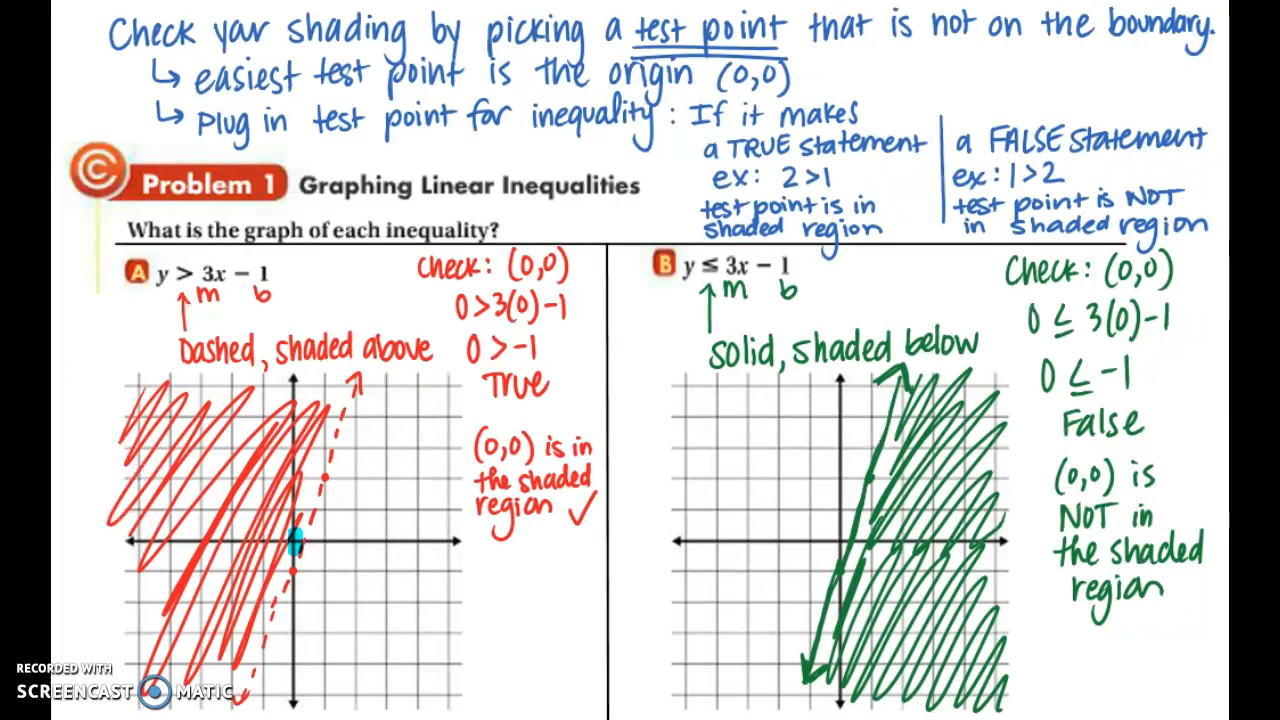 Check your shading by picking a test point that is not on the boundary.
↳ easiest test point is the origin (0,0)
↳ Plug in test point for inequality: If it makes
a TRUE statement
ex: 2>1
test point is in
shaded region
a FALSE statement
ex: 1>2
test point is NOT
in shaded region
C
Problem 1 Graphing Linear Inequalities
What is the graph of each inequality?
A y > 3x − 1
m b
Dashed, shaded above
Check: (0,0)
0 > 3(0) -1
0 > -1
True
(0,0) is in
the shaded
region ✓
B y ≤ 3x − 1
m b
Solid, shaded below
Check: (0,0)
0 ≤ 3(0) -1
0 ≤ -1
False
(0,0) is
NOT in
the shaded
region
RECORDED WITH
SCREENCAST MATIC